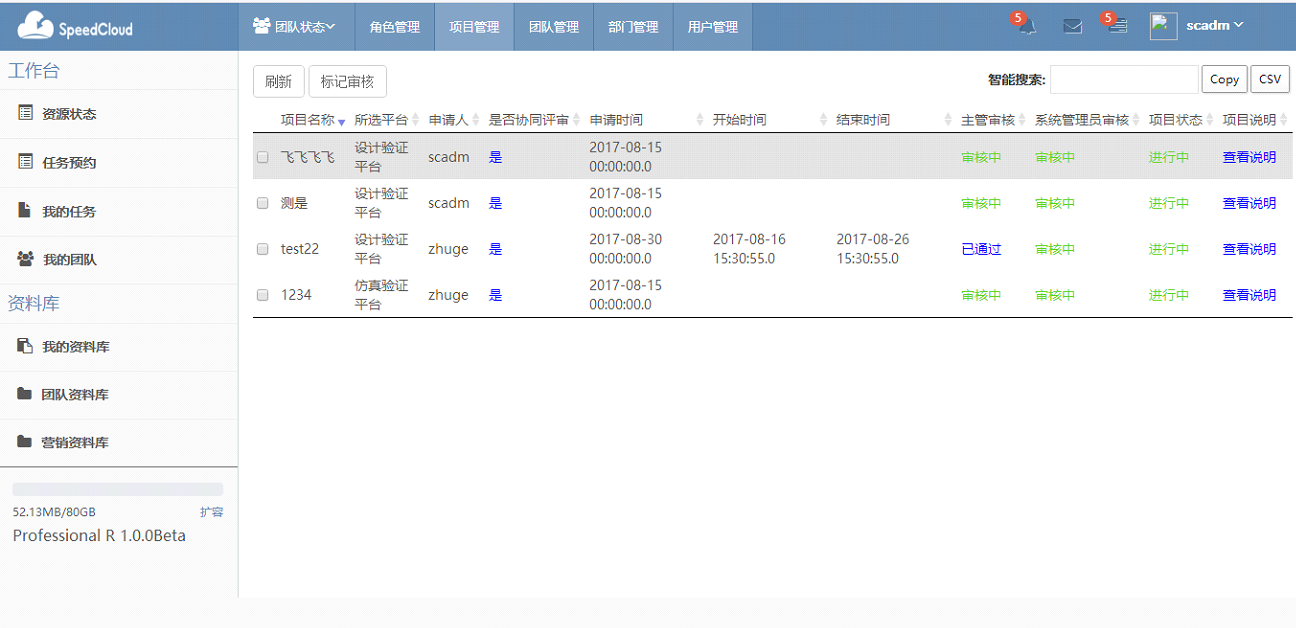 SpeedCloud
团队状态
角色管理
项目管理
团队管理
部门管理
用户管理
5
5
scadm
工作台
资源状态
任务预约
我的任务
我的团队
资料库
我的资料库
团队资料库
营销资料库
52.13MB/80GB 扩容
Professional R 1.0.0Beta
刷新 标记审核 智能搜索: Copy CSV
项目名称 所选平台 申请人 是否协同评审 申请时间 开始时间 结束时间 主管审核 系统管理员审核 项目状态 项目说明
飞飞飞飞 设计验证平台 scadm 是 2017-08-15 00:00:00.0 审核中 审核中 进行中 查看说明
测是 设计验证平台 scadm 是 2017-08-15 00:00:00.0 审核中 审核中 进行中 查看说明
test22 设计验证平台 zhuge 是 2017-08-30 00:00:00.0 2017-08-16 15:30:55.0 2017-08-26 15:30:55.0 已通过 审核中 进行中 查看说明
1234 仿真验证平台 zhuge 是 2017-08-15 00:00:00.0 审核中 审核中 进行中 查看说明